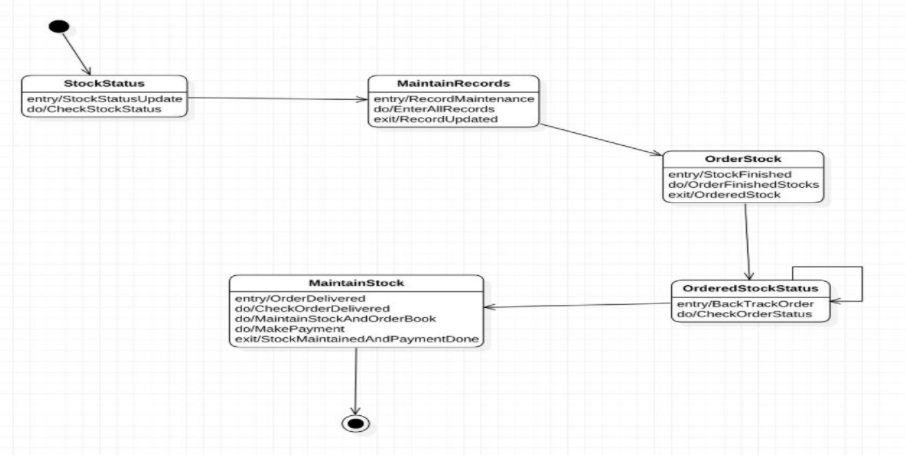 StockStatus
entry/StockStatusUpdate
do/CheckStockStatus
MaintainRecords
entry/RecordMaintenance
do/EnterAllRecords
exit/RecordUpdated
OrderStock
entry/StockFinished
do/OrderFinishedStocks
exit/OrderedStock
OrderedStockStatus
entry/BackTrackOrder
do/CheckOrderStatus
MaintainStock
entry/OrderDelivered
do/CheckOrderDelivered
do/MaintainStockAndOrderBook
do/MakePayment
exit/StockMaintainedAndPaymentDone